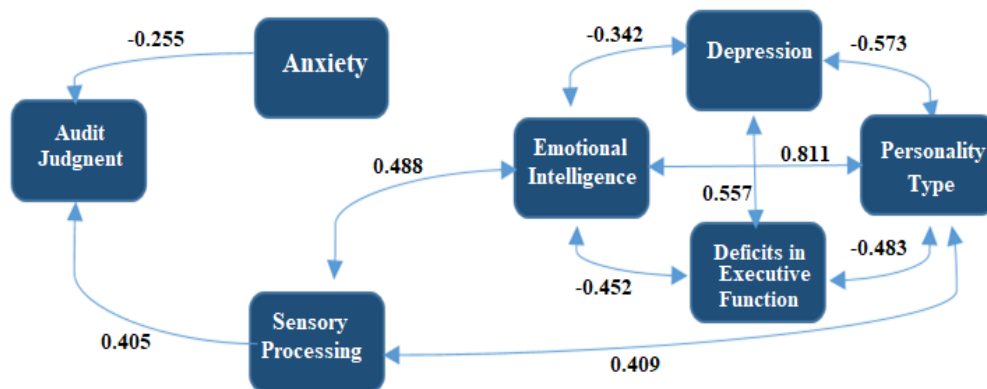 -0.255
Anxiety
-0.342
Depression
-0.573
Audit
Judgment
Emotional
Intelligence
0.811
Personality
Type
0.488
0.557
Deficits in
Executive
Function
-0.483
-0.452
Sensory
Processing
0.405
0.409